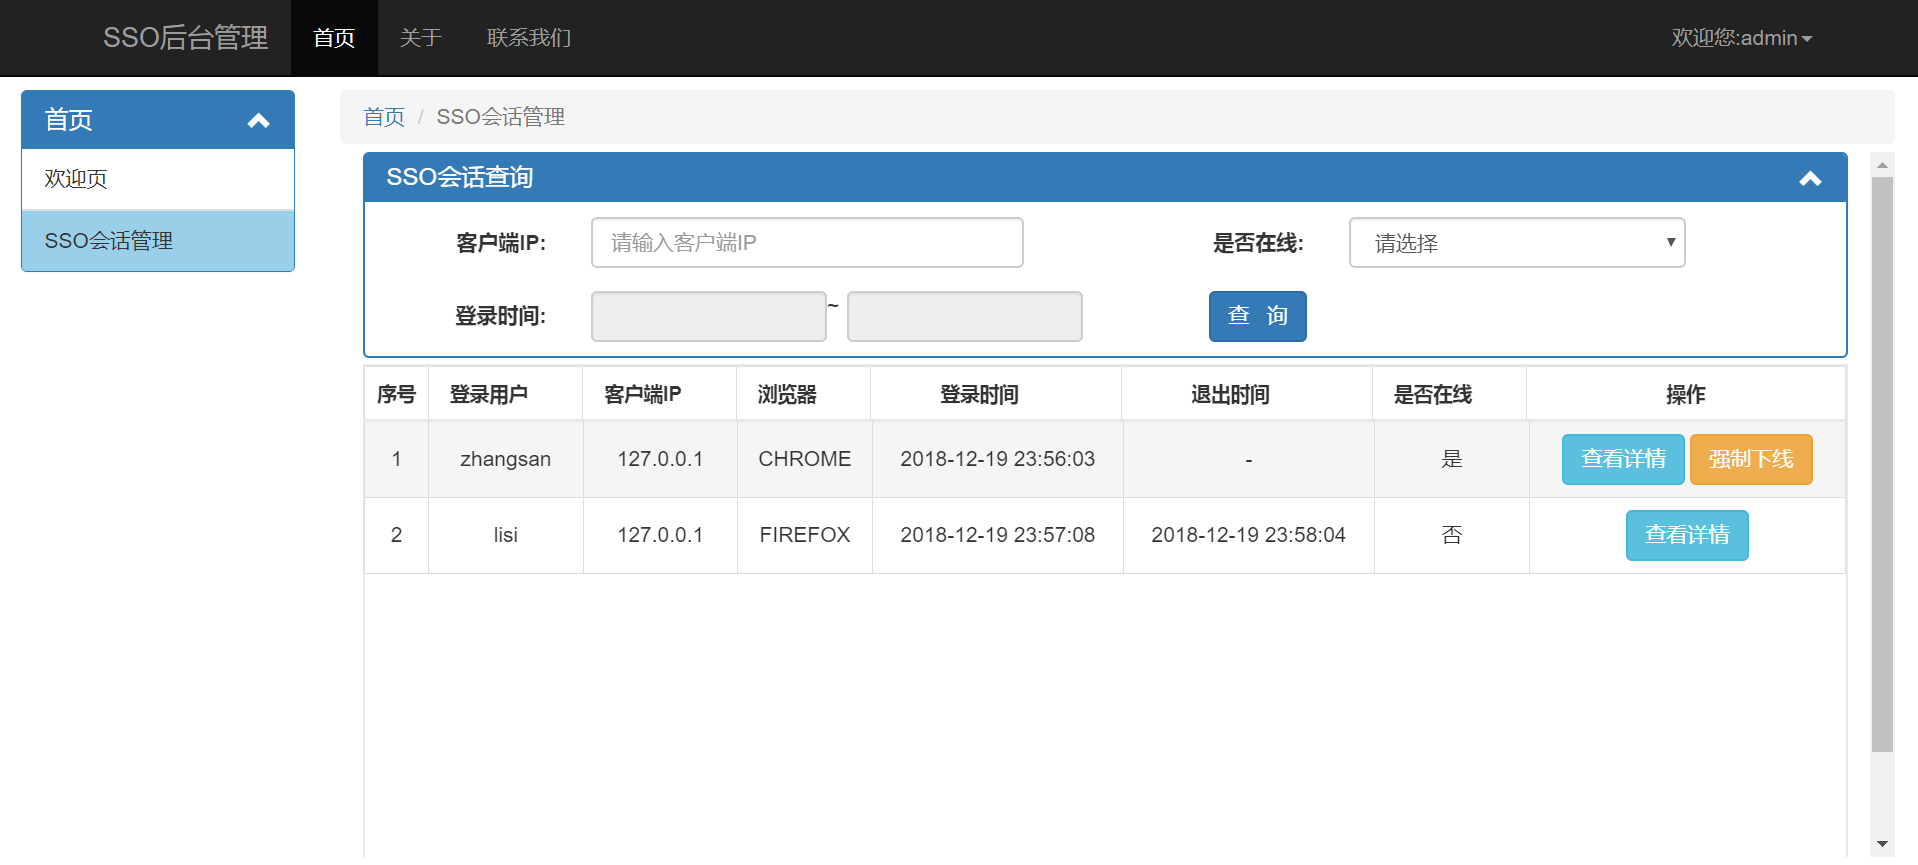 SSO后台管理 首页 关于 联系我们 欢迎您:admin
首页
欢迎页
SSO会话管理
首页 / SSO会话管理
SSO会话查询
客户端IP: 请输入客户端IP 是否在线: 请选择
登录时间: ~ 查 询
序号 登录用户 客户端IP 浏览器 登录时间 退出时间 是否在线 操作
1 zhangsan 127.0.0.1 CHROME 2018-12-19 23:56:03 - 是 查看详情 强制下线
2 lisi 127.0.0.1 FIREFOX 2018-12-19 23:57:08 2018-12-19 23:58:04 否 查看详情